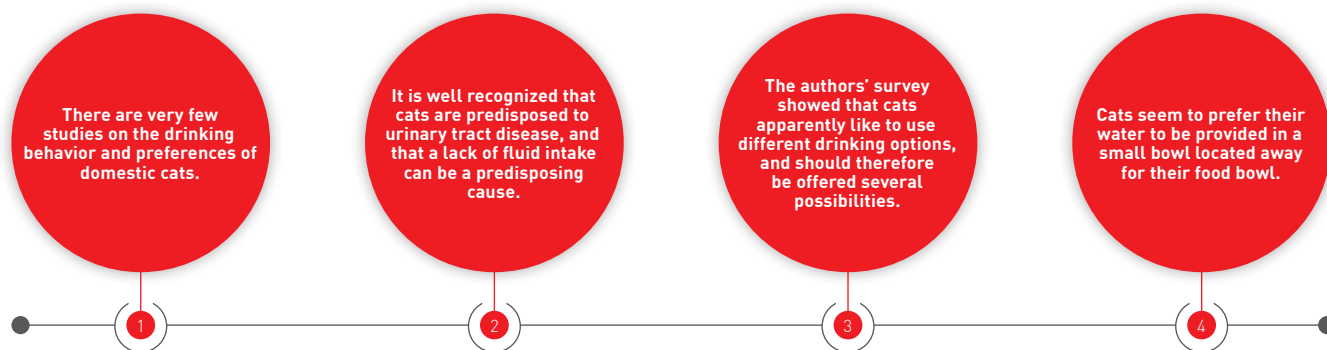 There are very few
studies on the drinking
behavior and preferences of
domestic cats.
It is well recognized that
cats are predisposed to
urinary tract disease, and
that a lack of fluid intake
can be a predisposing
cause.
The authors’ survey
showed that cats
apparently like to use
different drinking options,
and should therefore
be offered several
possibilities.
Cats seem to prefer their
water to be provided in a
small bowl located away
for their food bowl.
1
2
3
4